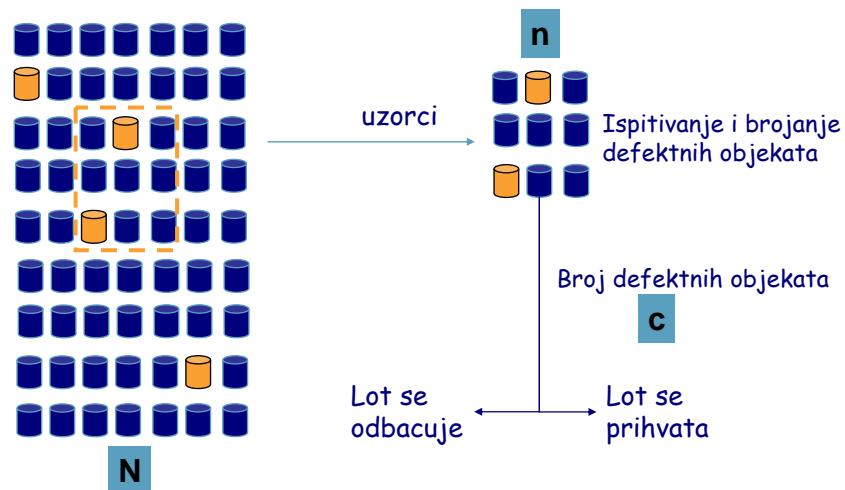 n
uzorci
Ispitivanje i brojanje
defektnih objekata
Broj defektnih objekata
c
Lot se
odbacuje
Lot se
prihvata
N